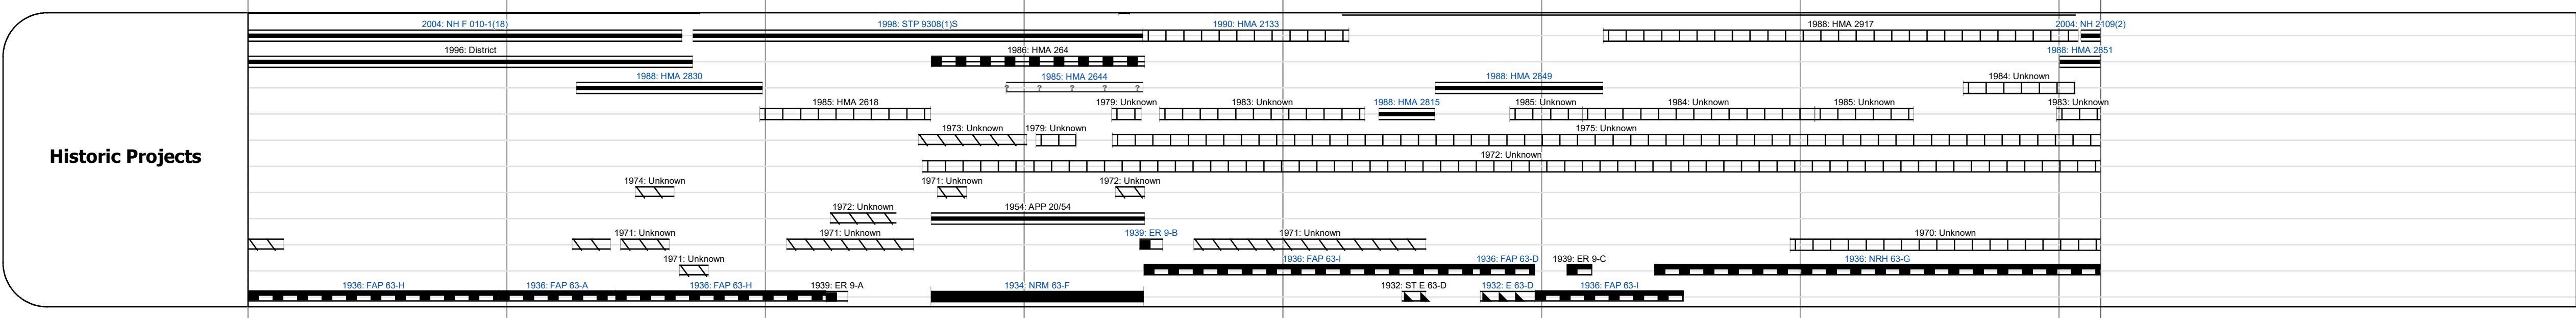 2004: NH F 010-1(18) 1998: STP 9308(1)S 1990: HMA 2133 1988: HMA 2917 2004: NH 2109(2)
1996: District 1986: HMA 264 1988: HMA 2851
1988: HMA 2830 1985: HMA 2644 1988: HMA 2849 1984: Unknown
? ? ? ? ?
1985: HMA 2618 1979: Unknown 1983: Unknown 1988: HMA 2815 1985: Unknown 1984: Unknown 1985: Unknown 1983: Unknown
1973: Unknown 1979: Unknown 1975: Unknown
Historic Projects
1972: Unknown
1974: Unknown 1971: Unknown 1972: Unknown
1972: Unknown 1954: APP 20/54
1971: Unknown 1971: Unknown 1939: ER 9-B 1971: Unknown 1970: Unknown
1971: Unknown 1936: FAP 63-I 1936: FAP 63-D 1939: ER 9-C 1936: NRH 63-G
1936: FAP 63-H 1936: FAP 63-A 1936: FAP 63-H 1939: ER 9-A 1934: NRM 63-F 1932: ST E 63-D 1932: E 63-D 1936: FAP 63-I